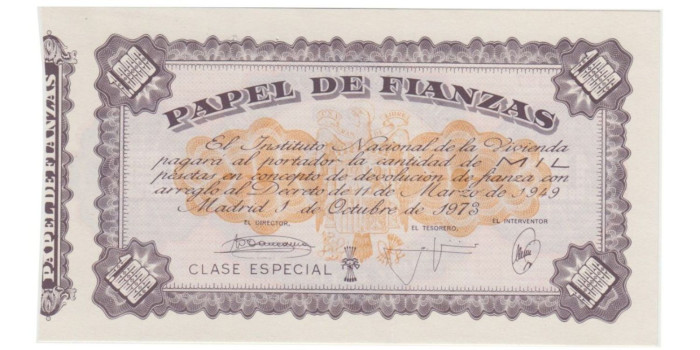 PAPEL DE FIANZAS
PAPEL DE FIANZAS
El Instituto Nacional de la Vivienda
pagará al portador la cantidad de MIL
pesetas en concepto de devolución de fianza con
arreglo al Decreto de 11 de Marzo de 1949
Madrid 1 de Octubre de 1973
EL DIRECTOR, EL TESORERO, EL INTERVENTOR
CLASE ESPECIAL